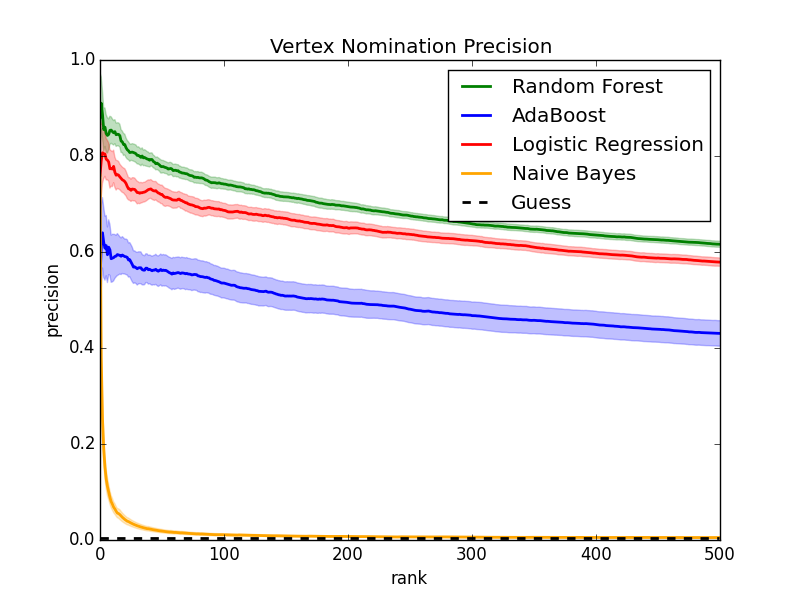 Vertex Nomination Precision
1.0
0.8
0.6
0.4
0.2
0.0
precision
Random Forest
AdaBoost
Logistic Regression
Naive Bayes
Guess
0 100 200 300 400 500
rank